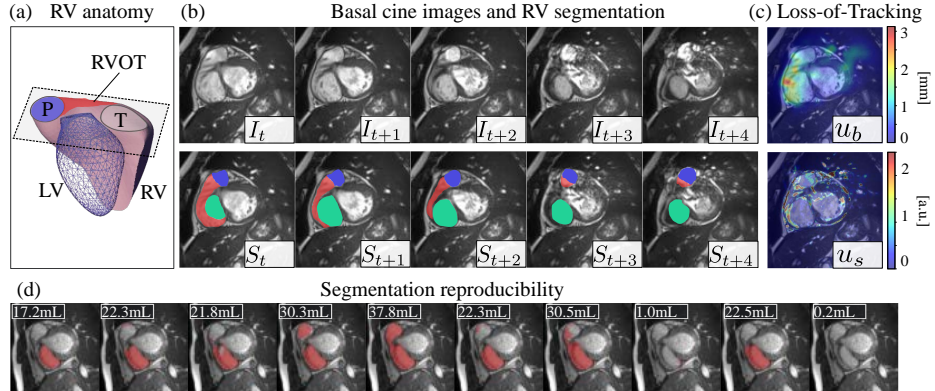 (a) RV anatomy
RVOT
P
T
LV
RV
(b) Basal cine images and RV segmentation
I_t
I_{t+1}
I_{t+2}
I_{t+3}
I_{t+4}
S_t
S_{t+1}
S_{t+2}
S_{t+3}
S_{t+4}
(c) Loss-of-Tracking
u_b
3
2
1
0
[mm]
u_s
2
1
0
[a.u.]
(d) Segmentation reproducibility
17.2mL 22.3mL 21.8mL 30.3mL 37.8mL 22.3mL 30.5mL 1.0mL 22.5mL 0.2mL